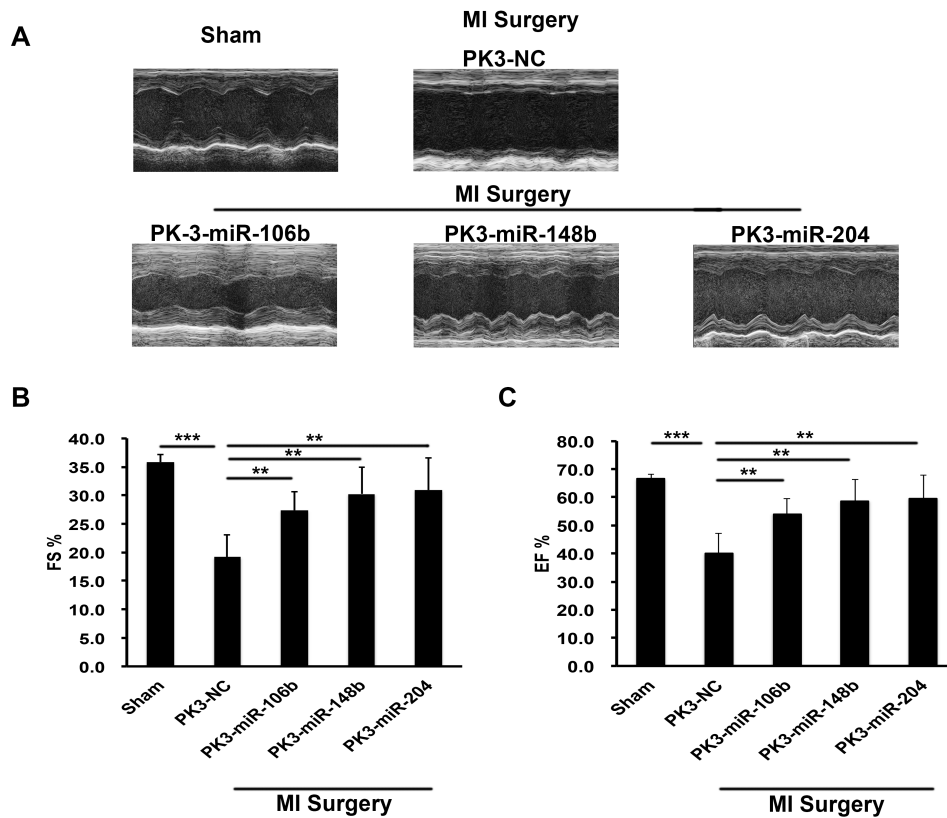 A
Sham
MI Surgery
PK3-NC
MI Surgery
PK-3-miR-106b
PK3-miR-148b
PK3-miR-204
B
FS %
40.0
35.0
30.0
25.0
20.0
15.0
10.0
5.0
0.0
***
**
**
**
Sham
PK3-NC
PK3-miR-106b
PK3-miR-148b
PK3-miR-204
MI Surgery
C
EF %
80.0
70.0
60.0
50.0
40.0
30.0
20.0
10.0
0.0
***
**
**
**
Sham
PK3-NC
PK3-miR-106b
PK3-miR-148b
PK3-miR-204
MI Surgery